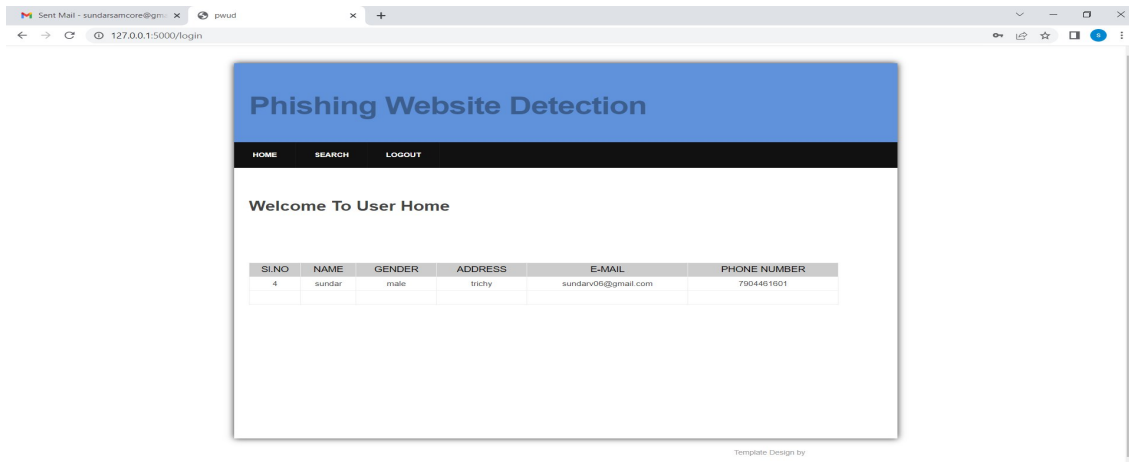 Sent Mail - sundarsamcore@gm
pwud
127.0.0.1:5000/login
s
Phishing Website Detection
HOME SEARCH LOGOUT
Welcome To User Home
SI.NO NAME GENDER ADDRESS E-MAIL PHONE NUMBER
4 sundar male trichy sundarv06@gmail.com 7904461601
Template Design by